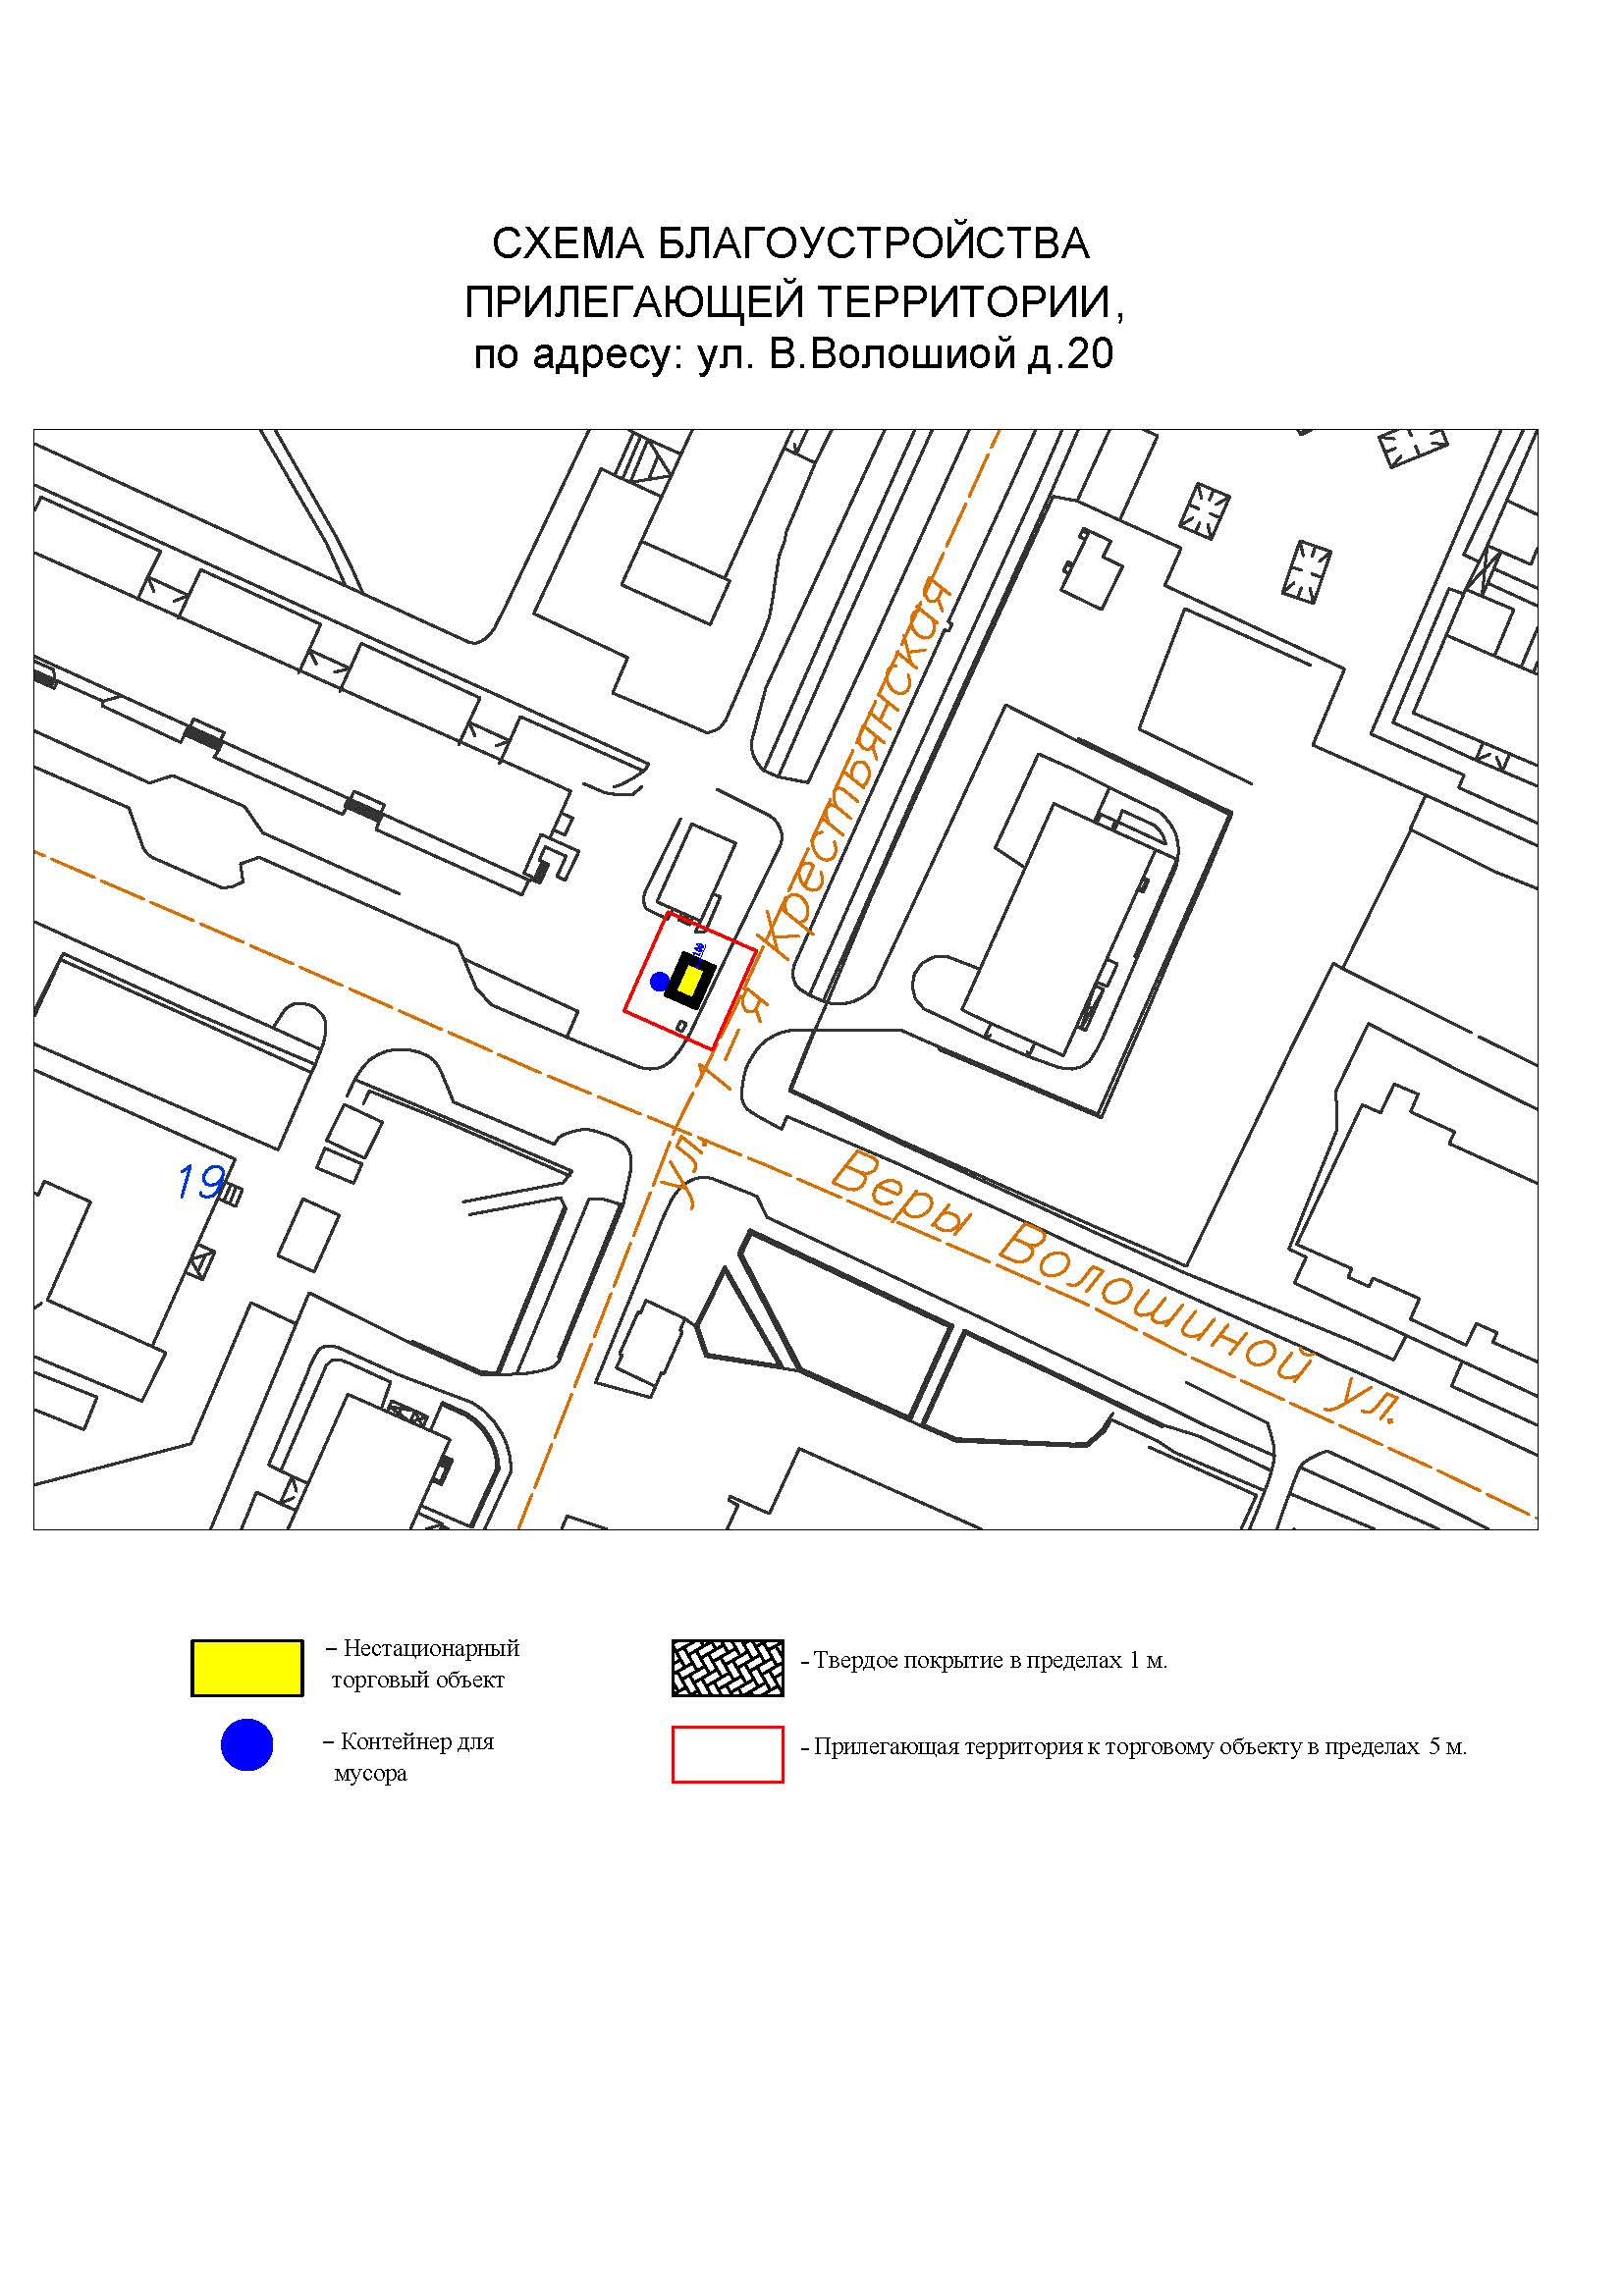 СХЕМА БЛАГОУСТРОЙСТВА
ПРИЛЕГАЮЩЕЙ ТЕРРИТОРИИ,
по адресу: ул. В.Волошиой д.20
ул. 1-я Крестьянская
19
Веры Волошиной ул.
– Нестационарный
торговый объект
– Контейнер для
мусора
– Твердое покрытие в пределах 1 м.
– Прилегающая территория к торговому объекту в пределах 5 м.